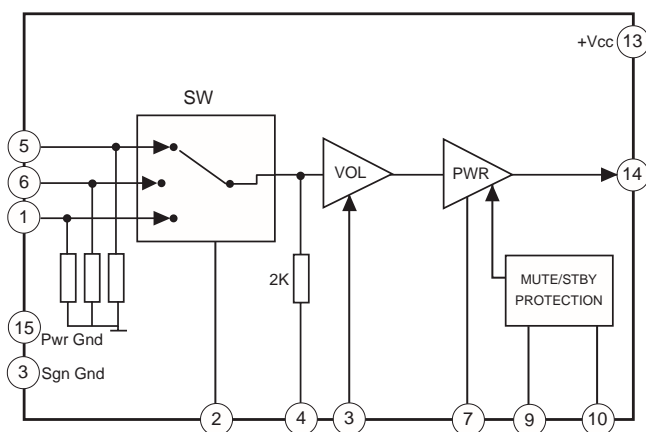 +Vcc 13
SW
5
6
1
VOL
PWR
14
2K
MUTE/STBY
PROTECTION
15
Pwr Gnd
3 Sgn Gnd
2 4 3 7 9 10